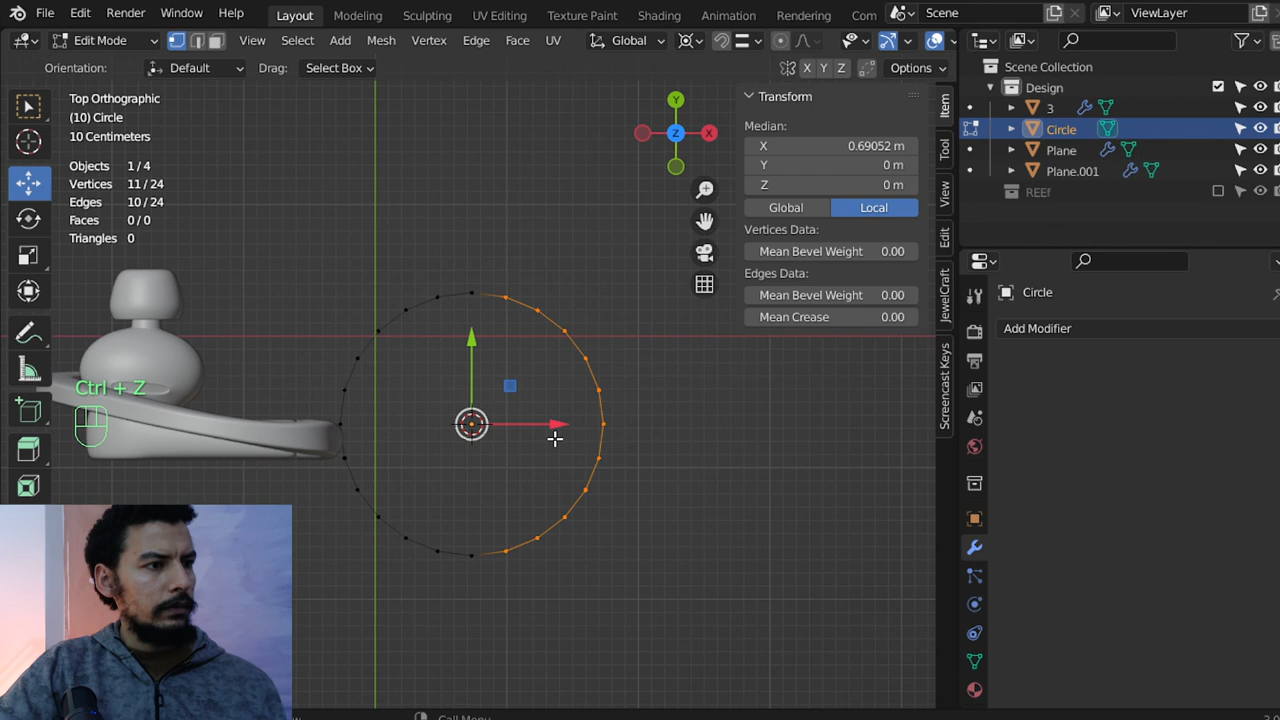 File Edit Render Window Help Layout Modeling Sculpting UV Editing Texture Paint Shading Animation Rendering Com Scene ViewLayer
Edit Mode View Select Add Mesh Vertex Edge Face UV Global
Orientation: Default Drag: Select Box X Y Z Options
Top Orthographic
(10) Circle
10 Centimeters
Objects 1/4
Vertices 11/24
Edges 10/24
Faces 0/0
Triangles 0
Ctrl + Z
Y
Z
X
Transform
Median:
X 0.69052 m
Y 0 m
Z 0 m
Global Local
Vertices Data:
Mean Bevel Weight 0.00
Edges Data:
Mean Bevel Weight 0.00
Mean Crease 0.00
Item
Tool
View
Edit
JewelCraft
Screencast Keys
Scene Collection
Design
3
Circle
Plane
Plane.001
REEf
Circle
Add Modifier
Call Menu